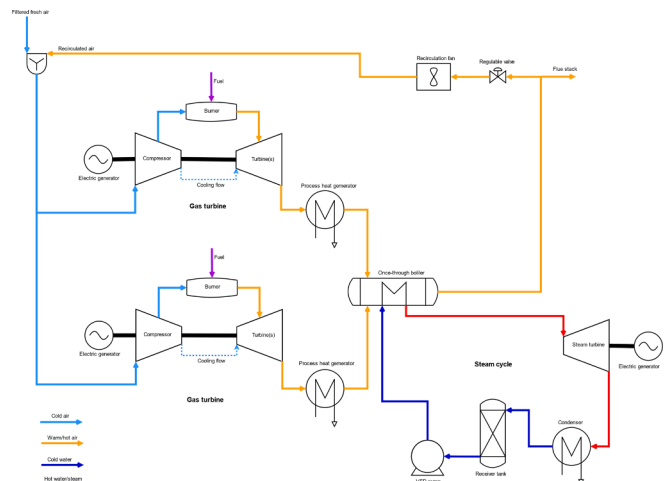 Filtered fresh air
Recirculated air
Recirculation fan
Regulable valve
Flue stack
Fuel
Burner
Compressor
Turbine(s)
Electric generator
Cooling flow
Gas turbine
Process heat generator
Fuel
Burner
Once-through boiler
Compressor
Turbine(s)
Electric generator
Cooling flow
Gas turbine
Process heat generator
Steam cycle
Steam turbine
Electric generator
Condenser
Receiver tank
Cold air
Warm/hot air
Cold water
Hot water/steam